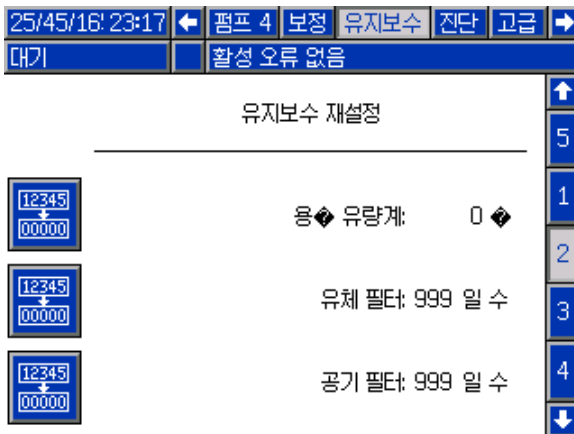 25/45/16 23:17 펌프 4 보정 유지보수 진단 고급
대기 활성 오류 없음
유지보수 재설정
5
12345
00000
용� 유량계: 0 �
1
2
12345
00000
유체 필터: 999 일 수
3
12345
00000
공기 필터: 999 일 수
4